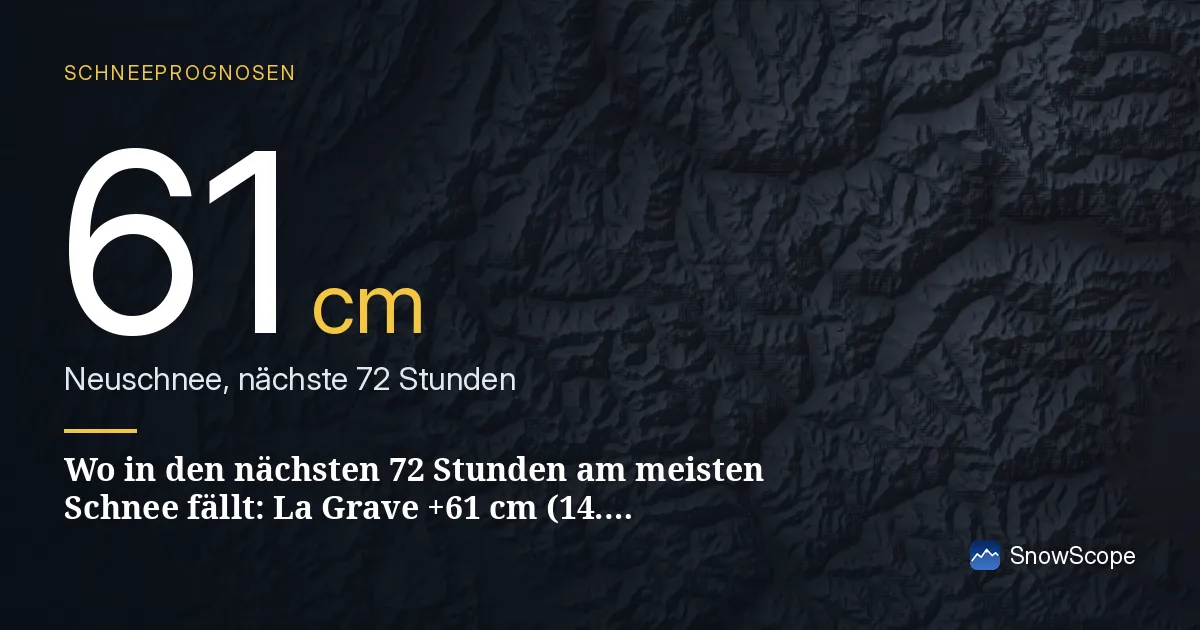 SCHNEEPROGNOSEN
61 cm
Neuschnee, nächste 72 Stunden
Wo in den nächsten 72 Stunden am meisten
Schnee fällt: La Grave +61 cm (14.…
SnowScope